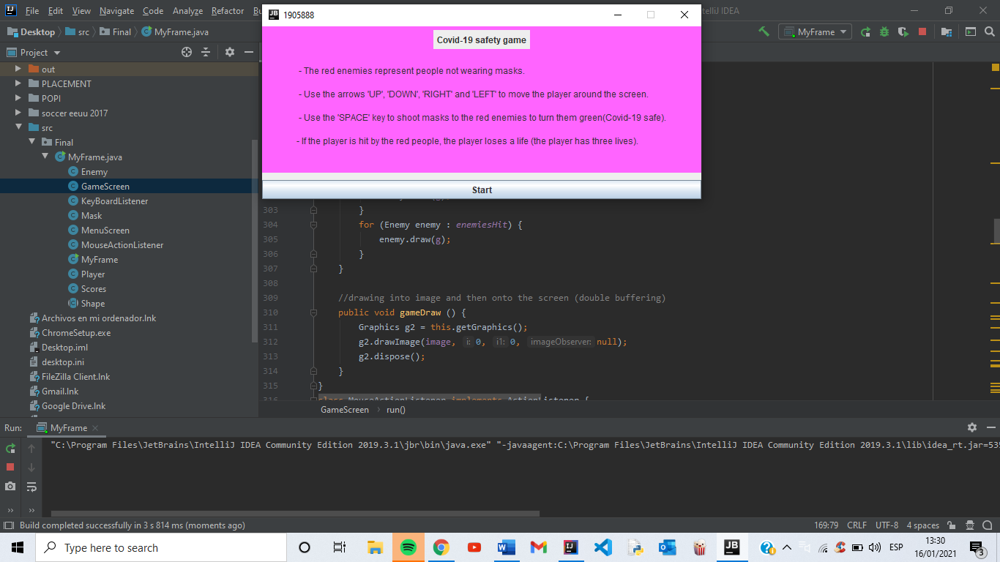 File Edit View Navigate Code Analyze Refactor
IntelliJ IDEA
1905888
Desktop src Final MyFrame.java
MyFrame
Project
Covid-19 safety game
- The red enemies represent people not wearing masks.
- Use the arrows 'UP', 'DOWN', 'RIGHT' and 'LEFT' to move the player around the screen.
- Use the 'SPACE' key to shoot masks to the red enemies to turn them green(Covid-19 safe).
- If the player is hit by the red people, the player loses a life (the player has three lives).
Start
out
PLACEMENT
POPI
soccer eeuu 2017
src
Final
MyFrame.java
Enemy
GameScreen
KeyBoardListener
Mask
MenuScreen
MouseActionListener
MyFrame
Player
Scores
Shape
Archivos en mi ordenador.lnk
ChromeSetup.exe
Desktop.iml
desktop.ini
FileZilla Client.lnk
Gmail.lnk
Google Drive.lnk
303 }
304 for (Enemy enemy : enemiesHit) {
305 enemy.draw(g);
306 }
307 }
308
309 //drawing into image and then onto the screen (double buffering)
310 public void gameDraw () {
311 Graphics g2 = this.getGraphics();
312 g2.drawImage(image, i: 0, i1: 0, imageObserver: null);
313 g2.dispose();
314 }
315 }
316 class MouseActionListener implements ActionListener {
GameScreen run()
Run: MyFrame
"C:\Program Files\JetBrains\IntelliJ IDEA Community Edition 2019.3.1\jbr\bin\java.exe" "-javaagent:C:\Program Files\JetBrains\IntelliJ IDEA Community Edition 2019.3.1\lib\idea_rt.jar=535
Build completed successfully in 3 s 814 ms (moments ago)
169:79 CRLF UTF-8 4 spaces
Type here to search
ESP
13:30
16/01/2021
3